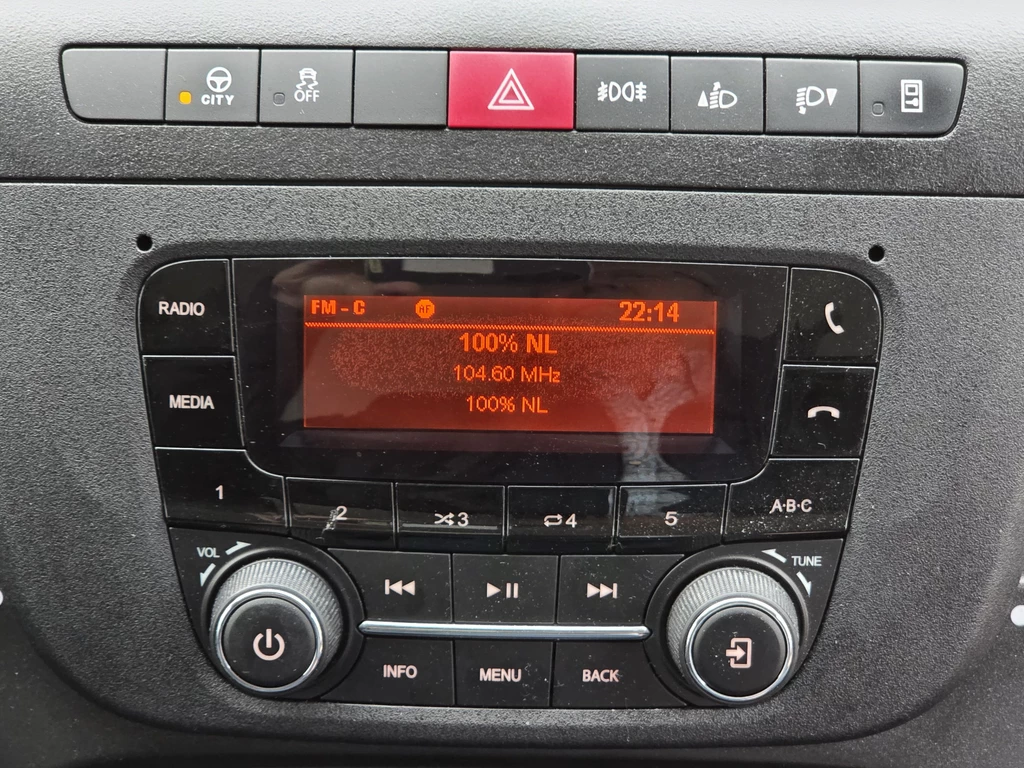 CITY
OFF
RADIO
FM - C AF 22:14
100% NL
104.60 MHz
100% NL
MEDIA
1
2
3
4
5
A·B·C
VOL
TUNE
INFO
MENU
BACK